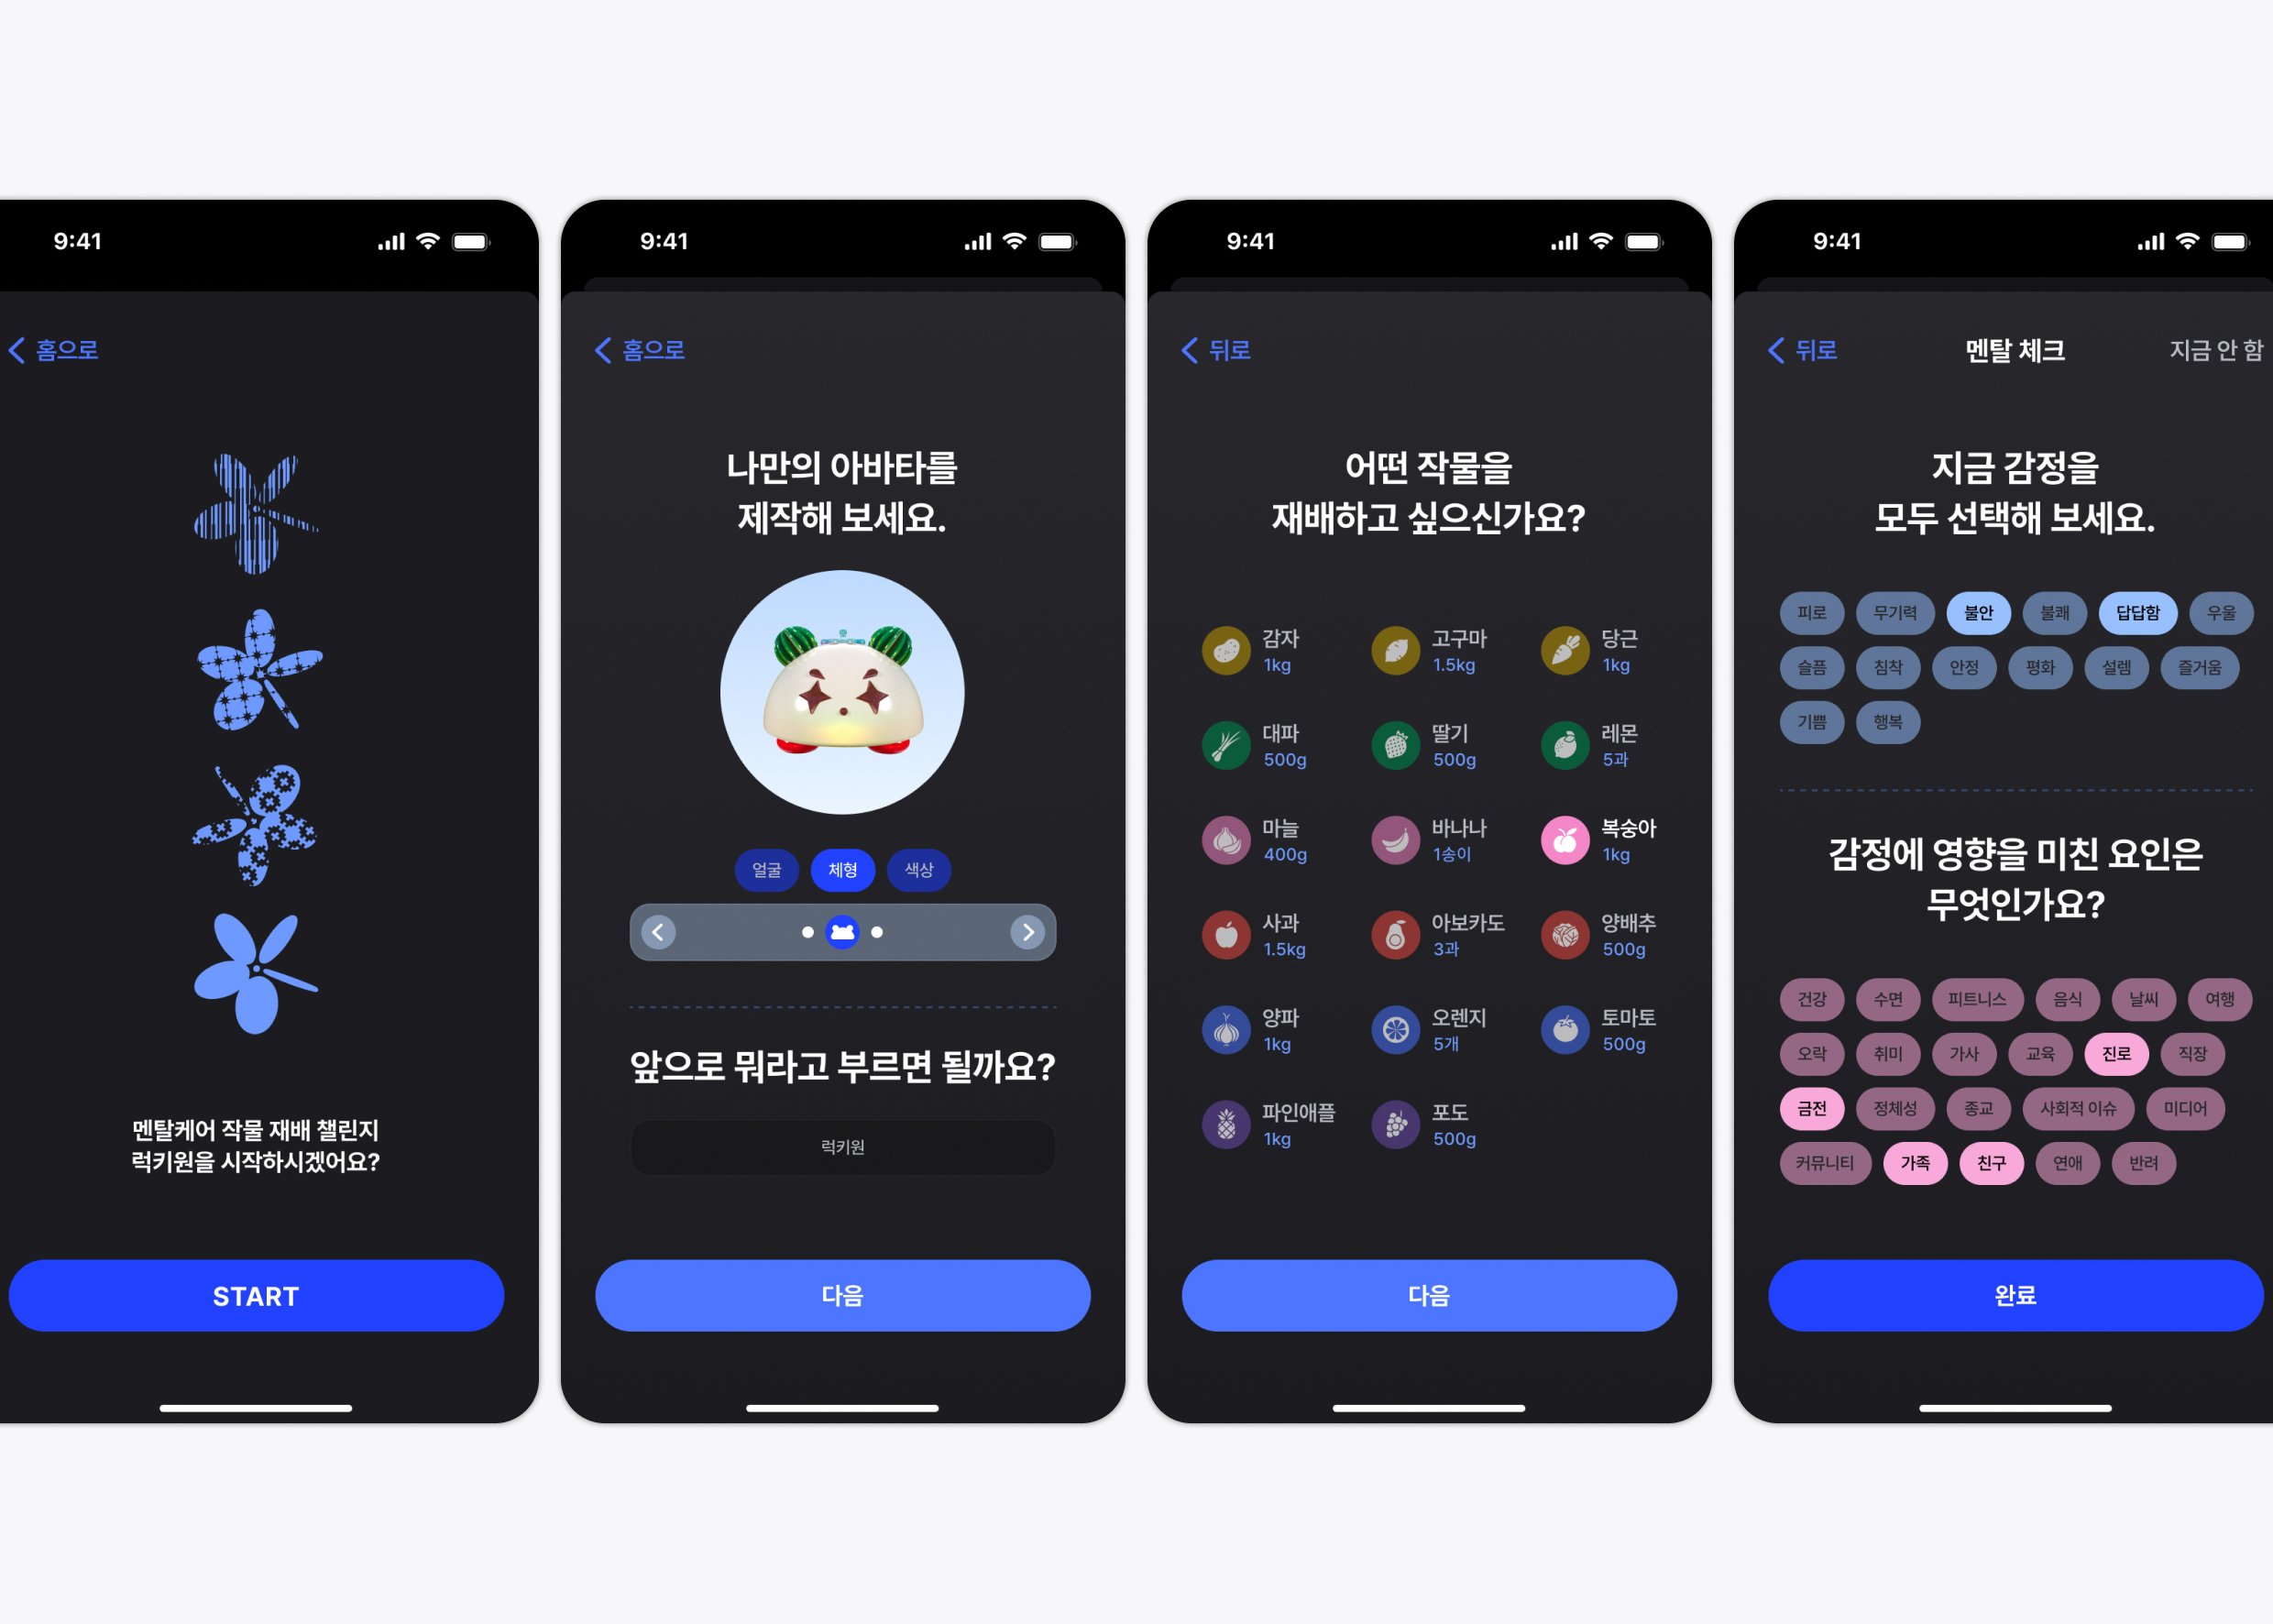 9:41
홈으로
멘탈케어 작물 재배 챌린지
럭키원을 시작하시겠어요?
START
9:41
홈으로
나만의 아바타를
제작해 보세요.
얼굴 체형 색상
앞으로 뭐라고 부르면 될까요?
럭키원
다음
9:41
뒤로
어떤 작물을
재배하고 싶으신가요?
감자 고구마 당근
1kg 1.5kg 1kg
대파 딸기 레몬
500g 500g 5과
마늘 바나나 복숭아
400g 1송이 1kg
사과 아보카도 양배추
1.5kg 3과 500g
양파 오렌지 토마토
1kg 5개 500g
파인애플 포도
1kg 500g
다음
9:41
뒤로 멘탈 체크 지금 안 함
지금 감정을
모두 선택해 보세요.
피로 무기력 불안 불쾌 답답함 우울
슬픔 침착 안정 평화 설렘 즐거움
기쁨 행복
감정에 영향을 미친 요인은
무엇인가요?
건강 수면 피트니스 음식 날씨 여행
오락 취미 가사 교육 진로 직장
금전 정체성 종교 사회적 이슈 미디어
커뮤니티 가족 친구 연애 반려
완료